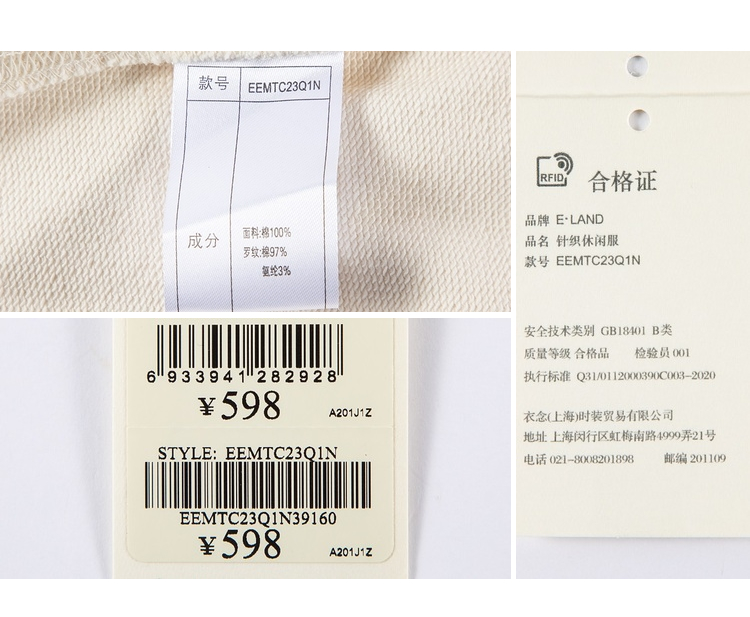 款号 EEMTC23Q1N
成分
面料:棉100%
罗纹:棉97%
氨纶3%
6 933941 282928
¥598
A201J1Z
STYLE: EEMTC23Q1N
EEMTC23Q1N39160
¥598
A201J1Z
RFID
合格证
品牌 E·LAND
品名 针织休闲服
款号 EEMTC23Q1N
安全技术类别 GB18401 B类
质量等级 合格品 检验员 001
执行标准 Q31/0112000390C003-2020
衣念(上海)时装贸易有限公司
地址 上海闵行区虹梅南路4999弄21号
电话 021-8008201898 邮编 201109